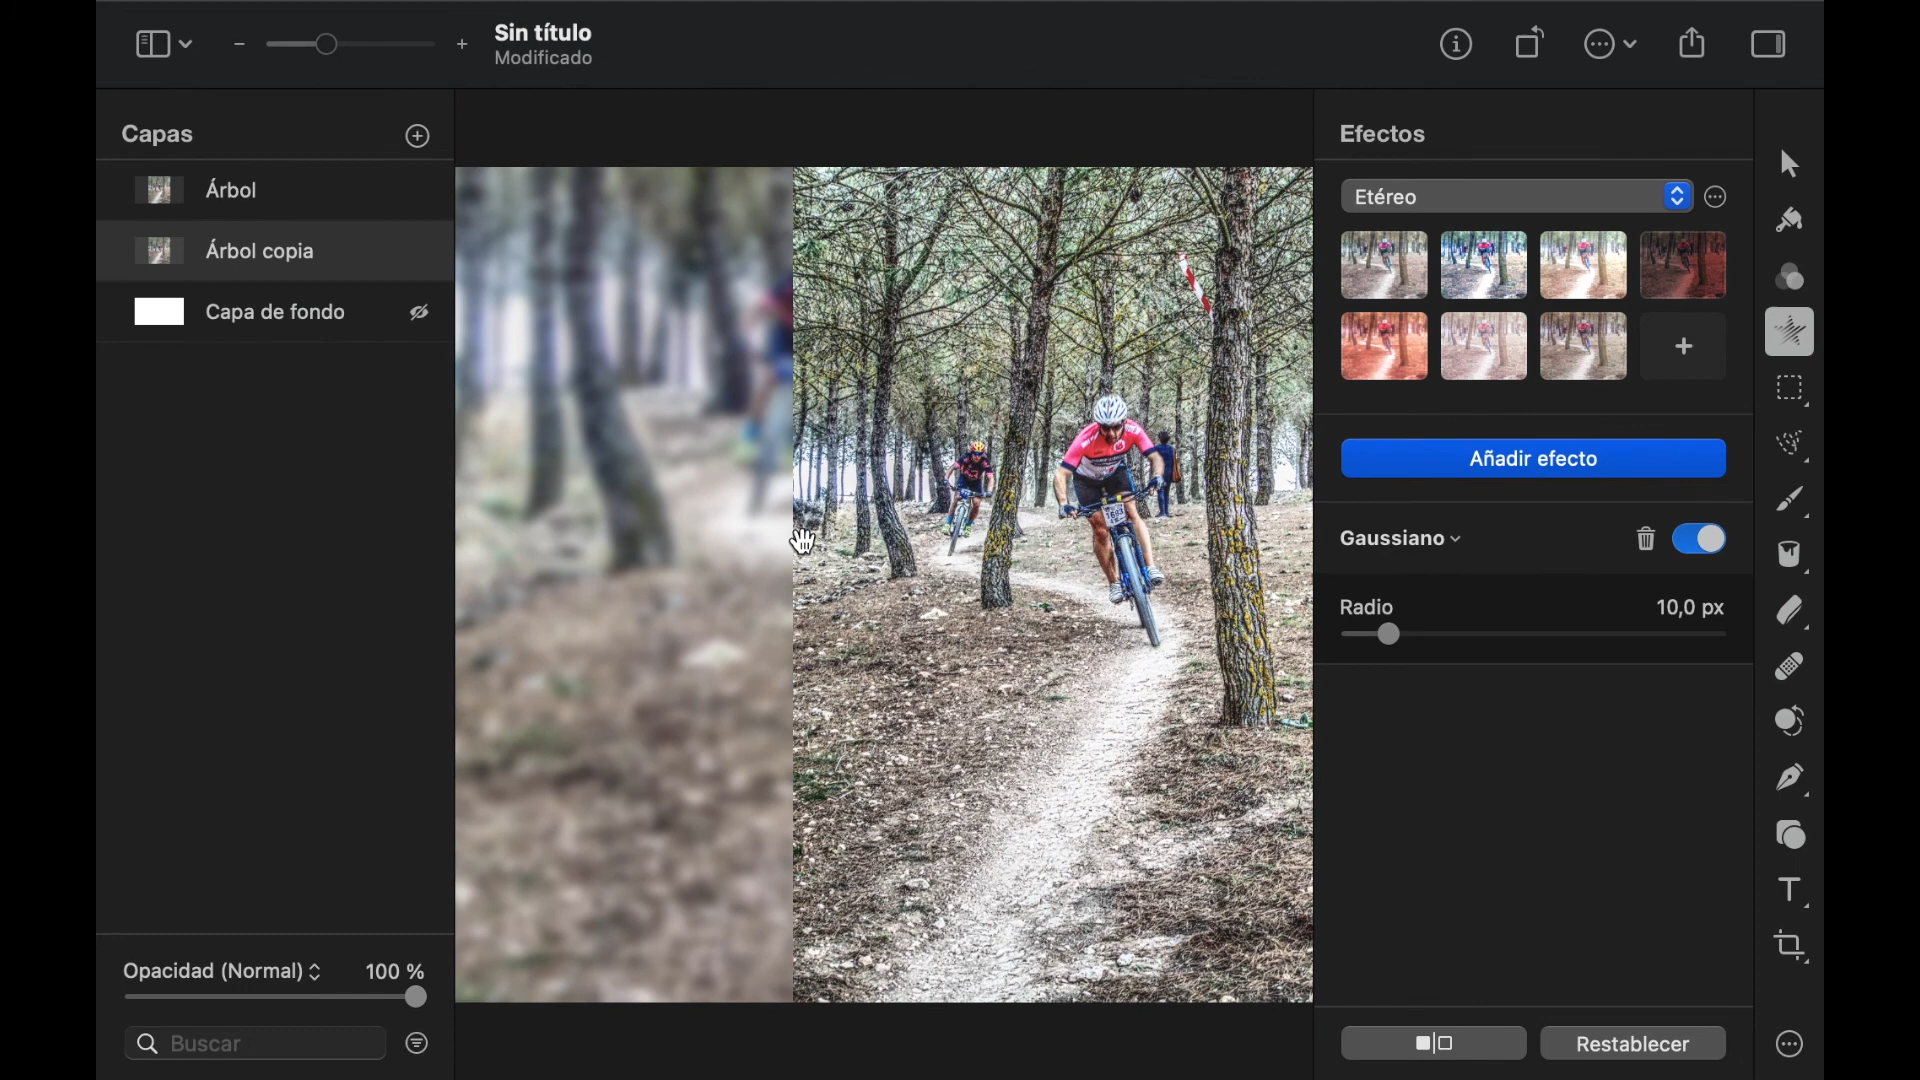 Sin título
Modificado
Capas
Árbol
Árbol copia
Capa de fondo
Opacidad (Normal)
100 %
Buscar
Efectos
Etéreo
Añadir efecto
Gaussiano
Radio
10,0 px
Restablecer